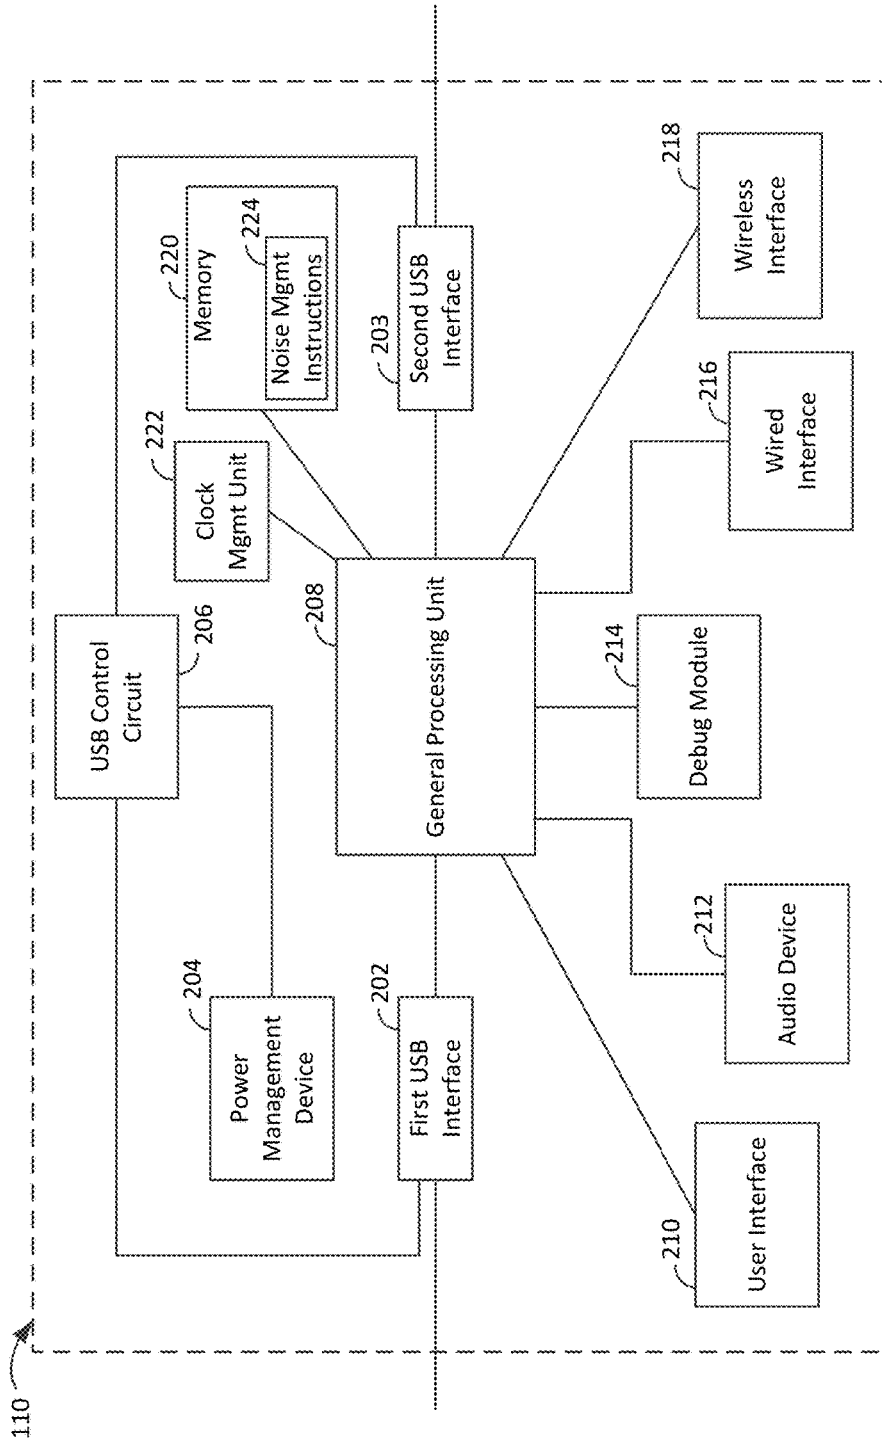 110
USB Control
Circuit
206
Power
Management
Device
204
Clock
Mgmt Unit
222
Memory
220
Noise Mgmt
Instructions
224
First USB
Interface
202
General Processing Unit
208
Second USB
Interface
203
User Interface
210
Audio Device
212
Debug Module
214
Wired
Interface
216
Wireless
Interface
218